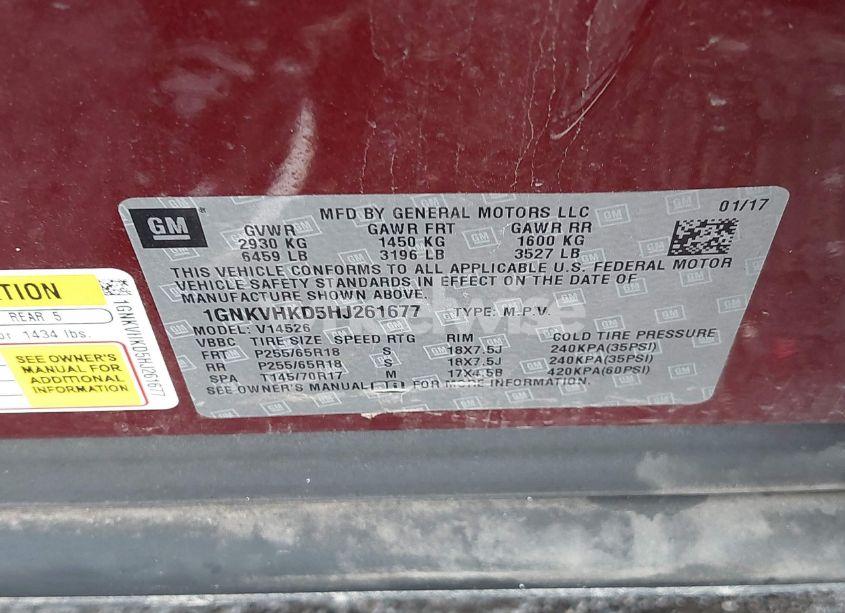 GM
MFD BY GENERAL MOTORS LLC
01/17
GVWR GAWR FRT GAWR RR
2930 KG 1450 KG 1600 KG
6459 LB 3196 LB 3527 LB
THIS VEHICLE CONFORMS TO ALL APPLICABLE U.S. FEDERAL MOTOR
VEHICLE SAFETY STANDARDS IN EFFECT ON THE DATE OF
MANUFACTURE SHOWN ABOVE.
1GNKVHKD5HJ261677 TYPE: M.P.V.
MODEL: V14526
VBBC TIRE SIZE SPEED RTG RIM COLD TIRE PRESSURE
FRT P255/65R18 S 18X7.5J 240KPA(35PSI)
RR P255/65R18 S 18X7.5J 240KPA(35PSI)
SPA T145/70R17 M 17X4.5B 420KPA(60PSI)
SEE OWNER'S MANUAL FOR MORE INFORMATION.
TION
REAR 5
or 1434 lbs.
SEE OWNER'S
MANUAL FOR
ADDITIONAL
INFORMATION
1GNKVHKD5HJ261677